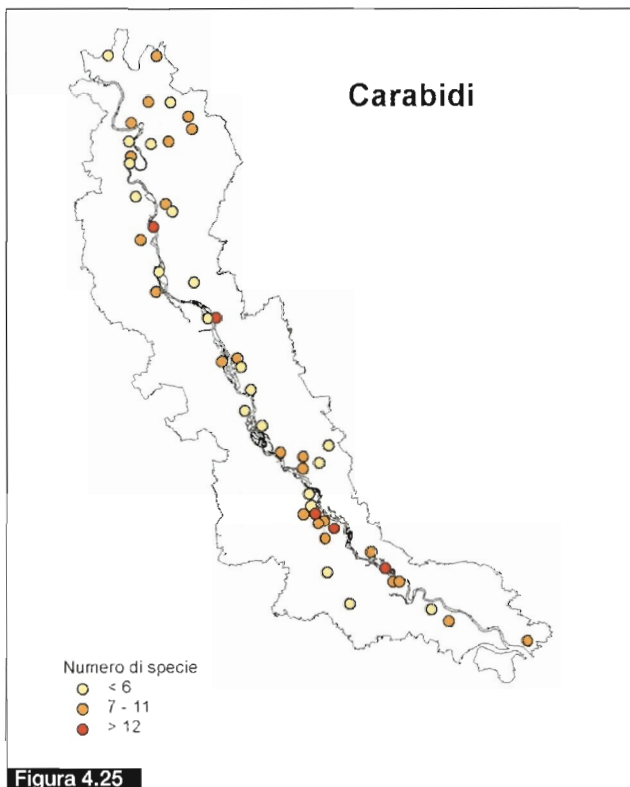 Carabidi
Numero di specie
< 6
7 - 11
> 12
Figura 4.25